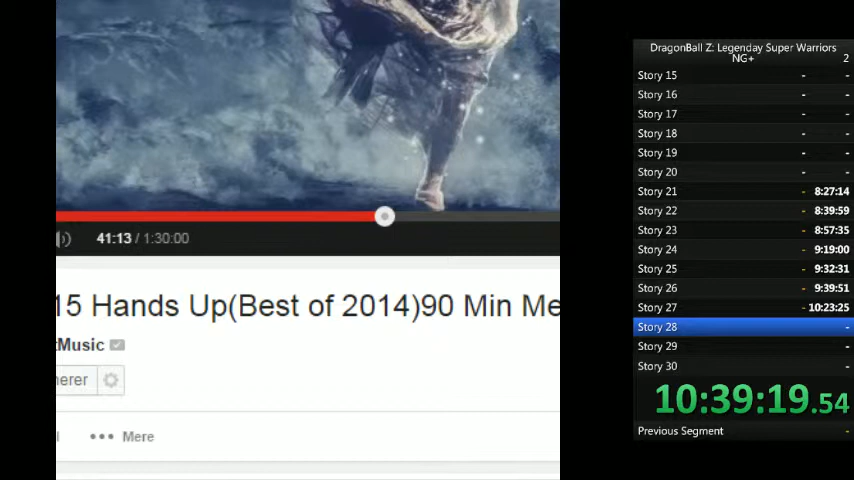 41:13 / 1:30:00
15 Hands Up(Best of 2014)90 Min Me
tMusic
nerer
Mere
DragonBall Z: Legenday Super Warriors
NG+ 2
Story 15 - -
Story 16 - -
Story 17 - -
Story 18 - -
Story 19 - -
Story 20 - -
Story 21 - 8:27:14
Story 22 - 8:39:59
Story 23 - 8:57:35
Story 24 - 9:19:00
Story 25 - 9:32:31
Story 26 - 9:39:51
Story 27 - 10:23:25
Story 28 -
Story 29 -
Story 30 -
10:39:19.54
Previous Segment -